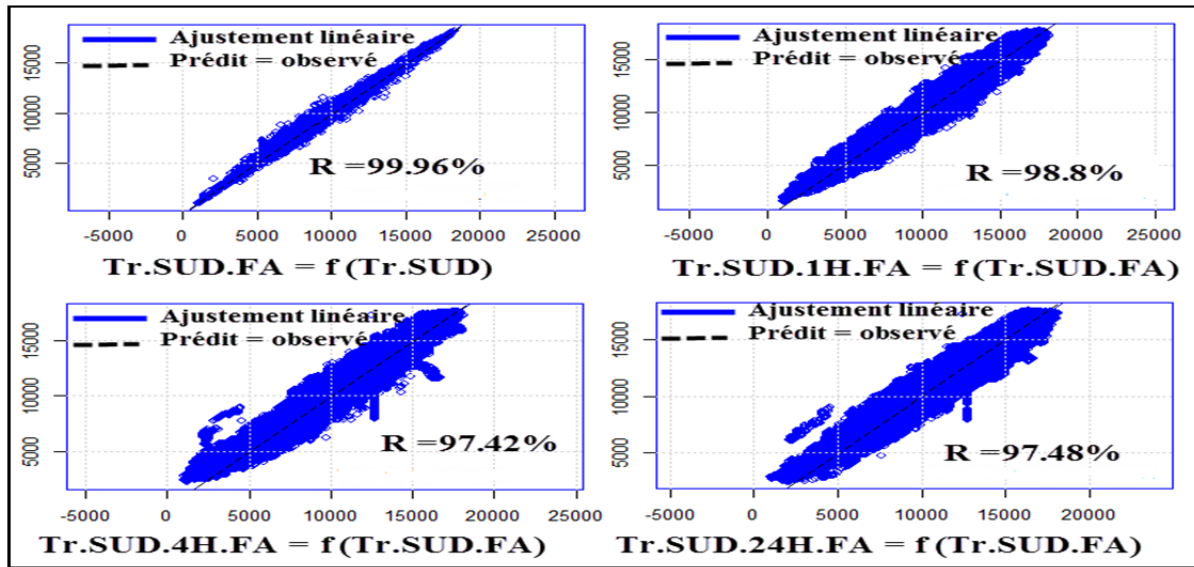 Ajustement linéaire
Prédit = observé
15000
10000
5000
R =99.96%
-5000 0 5000 10000 15000 20000 25000
Tr.SUD.FA = f (Tr.SUD)
Ajustement linéaire
Prédit = observé
15000
10000
5000
R =98.8%
-5000 0 5000 10000 15000 20000 25000
Tr.SUD.1H.FA = f (Tr.SUD.FA)
Ajustement linéaire
Prédit = observé
15000
10000
5000
R =97.42%
-5000 0 5000 10000 15000 20000 25000
Tr.SUD.4H.FA = f (Tr.SUD.FA)
Ajustement linéaire
Prédit = observé
15000
10000
5000
R =97.48%
-5000 0 5000 10000 15000 20000
Tr.SUD.24H.FA = f (Tr.SUD.FA)